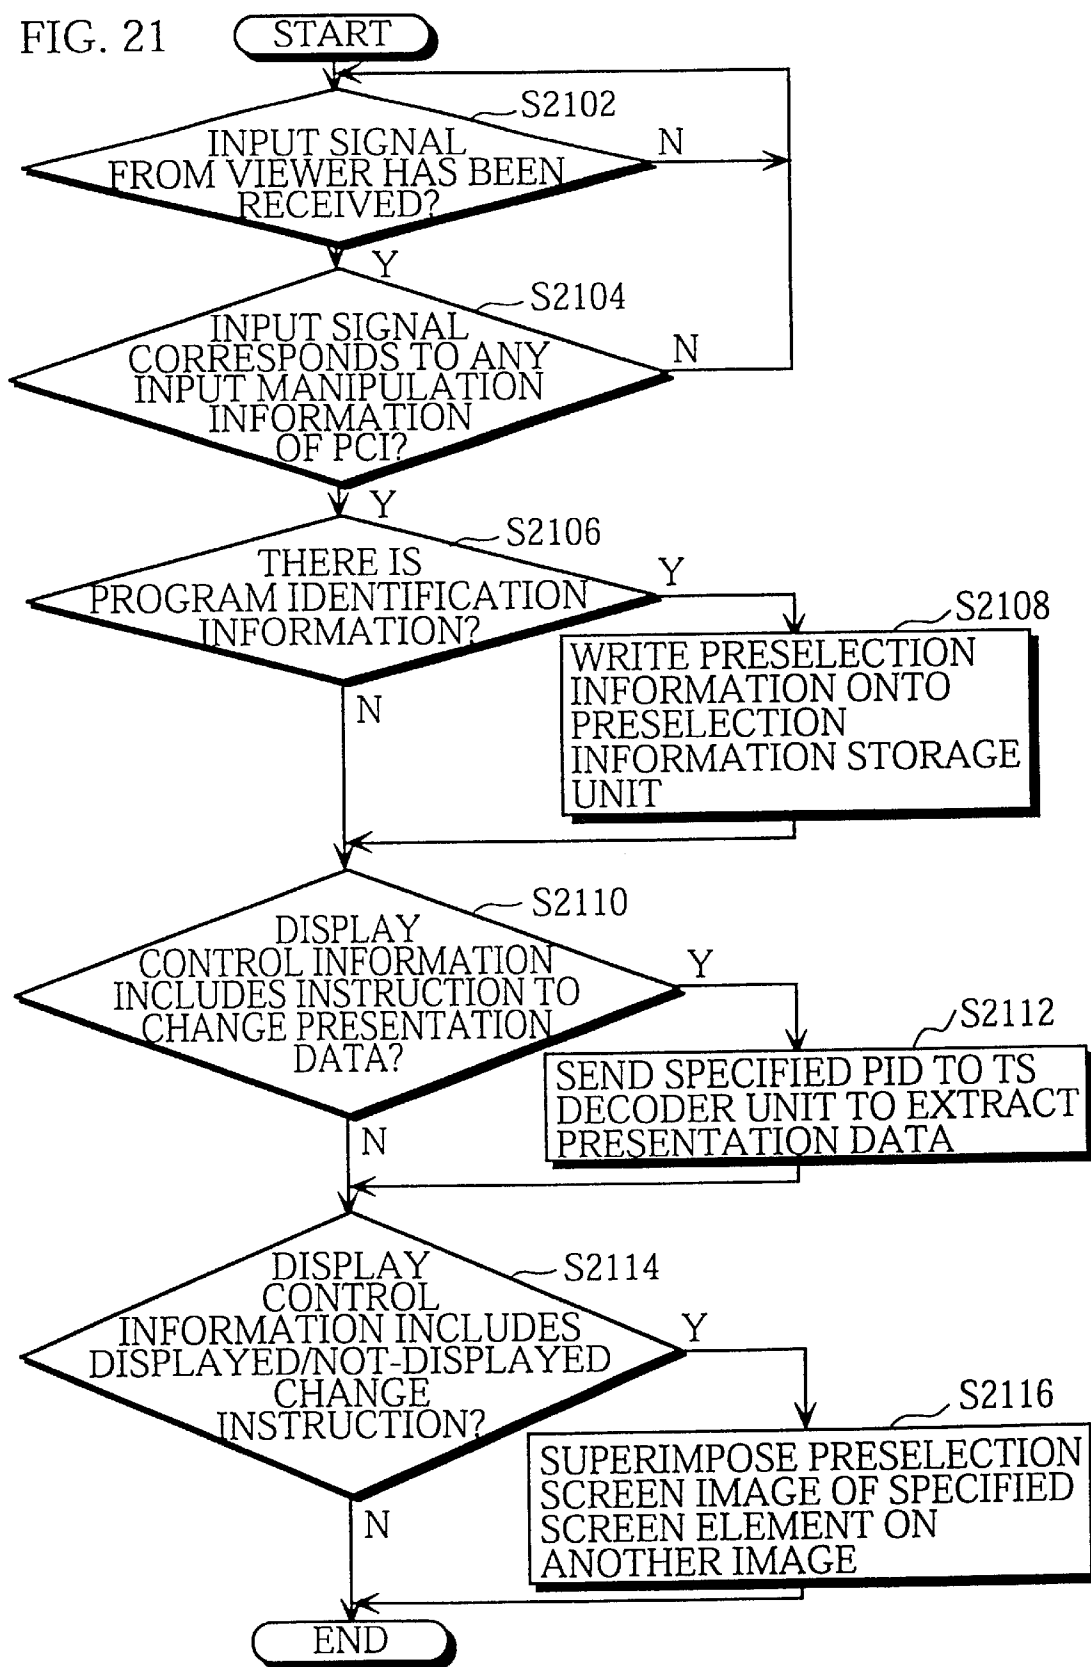 FIG. 21
START
S2102
INPUT SIGNAL
FROM VIEWER HAS BEEN
RECEIVED?
N
Y
S2104
INPUT SIGNAL
CORRESPONDS TO ANY
INPUT MANIPULATION
INFORMATION
OF PCI?
N
Y
S2106
THERE IS
PROGRAM IDENTIFICATION
INFORMATION?
Y
N
S2108
WRITE PRESELECTION
INFORMATION ONTO
PRESELECTION
INFORMATION STORAGE
UNIT
S2110
DISPLAY
CONTROL INFORMATION
INCLUDES INSTRUCTION TO
CHANGE PRESENTATION
DATA?
Y
N
S2112
SEND SPECIFIED PID TO TS
DECODER UNIT TO EXTRACT
PRESENTATION DATA
S2114
DISPLAY
CONTROL
INFORMATION INCLUDES
DISPLAYED/NOT-DISPLAYED
CHANGE
INSTRUCTION?
Y
N
S2116
SUPERIMPOSE PRESELECTION
SCREEN IMAGE OF SPECIFIED
SCREEN ELEMENT ON
ANOTHER IMAGE
END